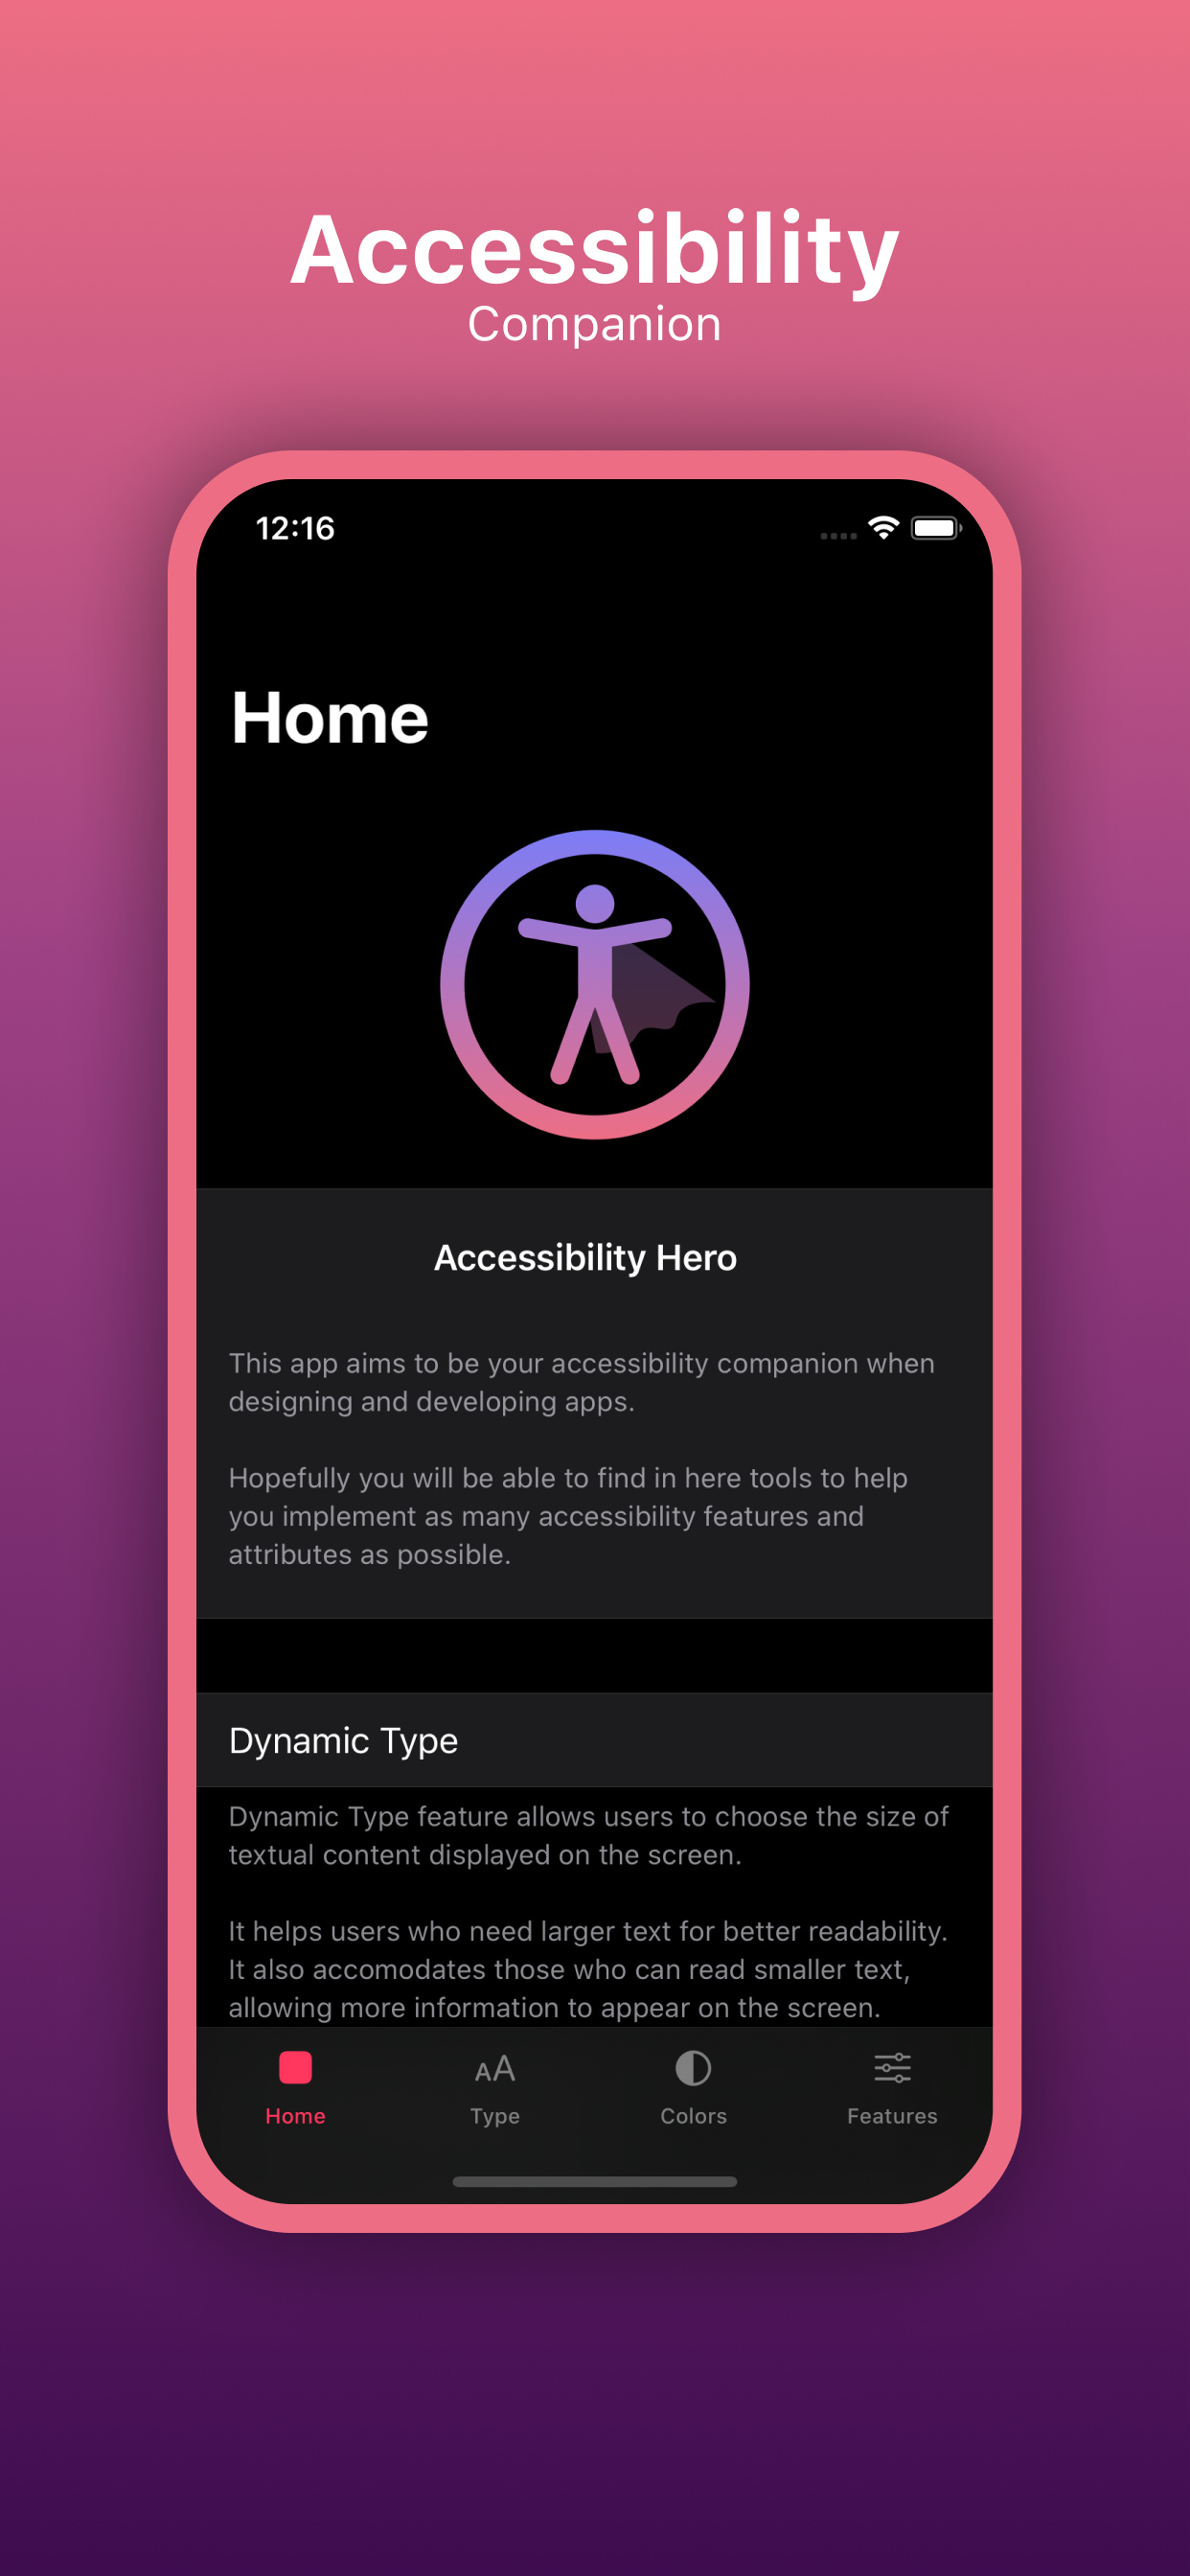 Accessibility
Companion
12:16
Home
Accessibility Hero
This app aims to be your accessibility companion when
designing and developing apps.
Hopefully you will be able to find in here tools to help
you implement as many accessibility features and
attributes as possible.
Dynamic Type
Dynamic Type feature allows users to choose the size of
textual content displayed on the screen.
It helps users who need larger text for better readability.
It also accomodates those who can read smaller text,
allowing more information to appear on the screen.
AA
Home
Type
Colors
Features